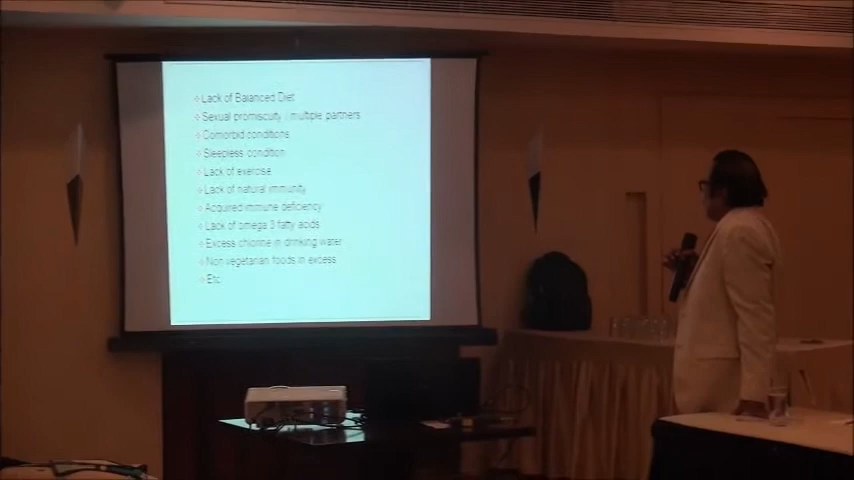 Lack of Balanced Diet
Sexual promiscuity / multiple partners
Comorbid conditions
Sleepless condition
Lack of exercise
Lack of natural immunity
Acquired immune deficiency
Lack of omega 3 fatty acids
Excess chlorine in drinking water
Non vegetarian foods in excess
Etc